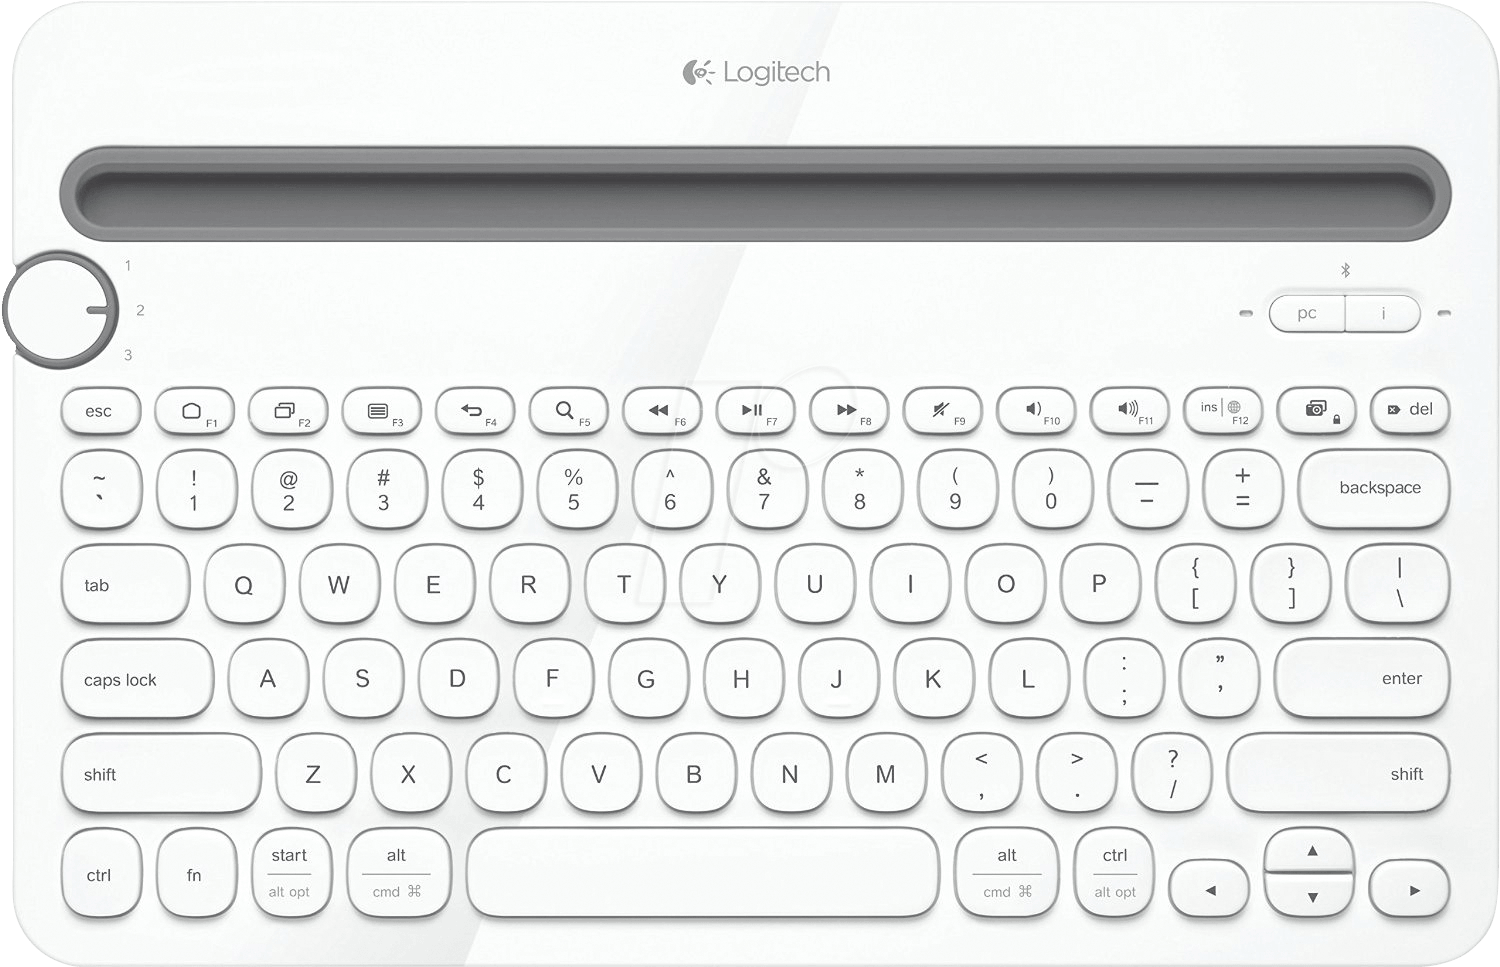 Logitech
1
2
3
pc i
esc F1 F2 F3 F4 F5 F6 F7 F8 F9 F10 F11 ins F12 del
~ ! @ # $ % ^ & * ( ) — +
` 1 2 3 4 5 6 7 8 9 0 – = backspace
tab Q W E R T Y U I O P { } |
[ ] \
caps lock A S D F G H J K L : ” enter
; ’
shift Z X C V B N M < > ? shift
, . /
ctrl fn start alt alt ctrl
alt opt cmd ⌘ cmd ⌘ alt opt